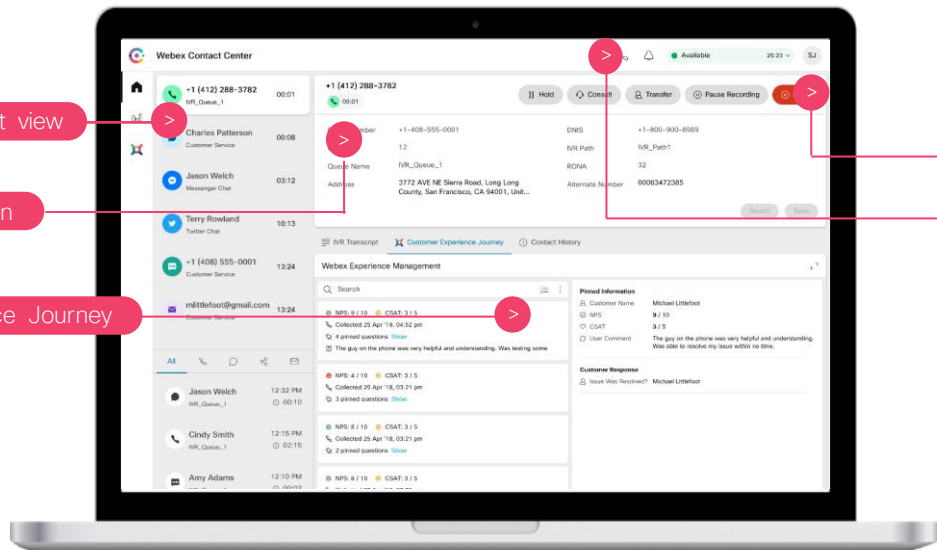 Webex Contact Center
Available
25:23
SJ
+1 (412) 288-3782
IVR_Queue_1
00:01
+1 (412) 288-3782
00:01
Hold
Consult
Transfer
Pause Recording
t view
Charles Patterson
Customer Service
00:08
+1-408-555-0001
DNIS
+1-800-900-8989
12
IVR Path
IVR_Path1
Queue Name
IVR_Queue_1
RONA
32
Address
3772 AVE NE Sierra Road, Long Long
County, San Francisco, CA 94001, Unit...
Alternate Number
00083472385
Revert
Save
Jason Welch
Messenger Chat
03:12
n
Terry Rowland
Twitter Chat
10:13
+1 (408) 555-0001
Customer Service
13:24
mlittlefoot@gmail.com
Customer Service
13:24
ce Journey
IVR Transcript
Customer Experience Journey
Contact History
Webex Experience Management
Search
NPS: 9 / 10
CSAT: 3 / 5
Collected 25 Apr '19, 04:52 pm
4 pinned questions Show
The guy on the phone was very helpful and understanding. Was testing some
NPS: 4 / 10
CSAT: 3 / 5
Collected 25 Apr '18, 03:21 pm
3 pinned questions Show
NPS: 8 / 10
CSAT: 3 / 5
Collected 25 Apr '18, 03:21 pm
2 pinned questions Show
NPS: 8 / 10
CSAT: 3 / 5
Pinned Information
Customer Name
Michael Littlefoot
NPS
9 / 10
CSAT
3 / 5
User Comment
The guy on the phone was very helpful and understanding.
Was able to resolve my issue within no time.
Customer Response
Issue Was Resolved?
Michael Littlefoot
All
Jason Welch
IVR_Queue_1
12:32 PM
00:10
Cindy Smith
IVR_Queue_1
12:15 PM
02:15
Amy Adams
12:10 PM